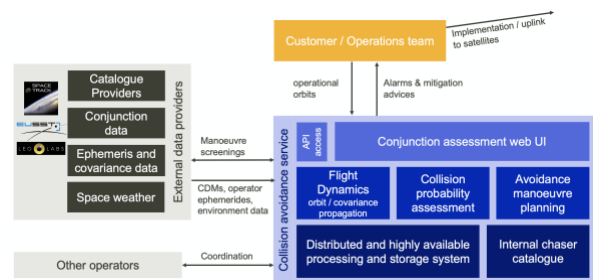 Customer / Operations team
Implementation / uplink
to satellites
operational
orbits
Alarms & mitigation
advices
SPACE
TRACK
EUSST
LEOLABS
Catalogue
Providers
Conjunction
data
Ephemeris and
covariance data
Space weather
External data providers
Manoeuvre
screenings
CDMs, operator
ephemerides,
environment data
Collision avoidance service
API
access
Conjunction assessment web UI
Flight
Dynamics
orbit / covariance
propagation
Collision
probability
assessment
Avoidance
manoeuvre
planning
Distributed and highly available
processing and storage system
Internal chaser
catalogue
Other operators
Coordination